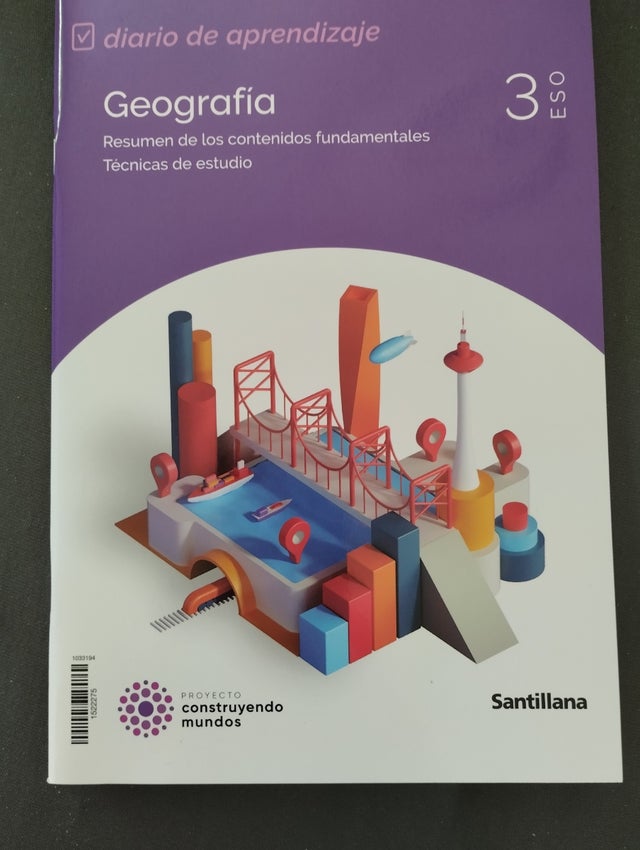 diario de aprendizaje
Geografía
3 ESO
Resumen de los contenidos fundamentales
Técnicas de estudio
1033194
1522275
PROYECTO
construyendo
mundos
Santillana